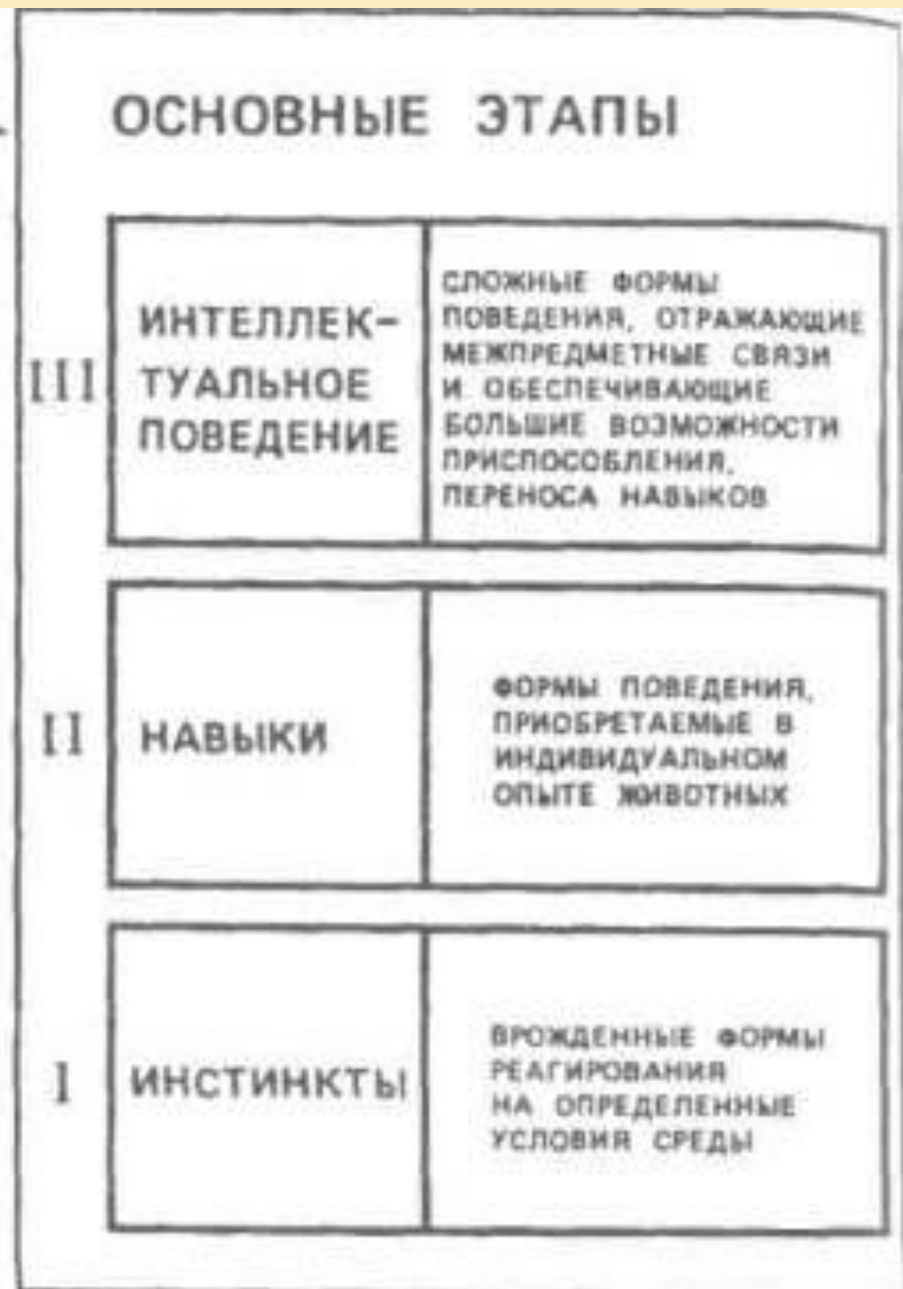 ОСНОВНЫЕ ЭТАПЫ
III
ИНТЕЛЛЕК-
ТУАЛЬНОЕ
ПОВЕДЕНИЕ
СЛОЖНЫЕ ФОРМЫ
ПОВЕДЕНИЯ, ОТРАЖАЮЩИЕ
МЕЖПРЕДМЕТНЫЕ СВЯЗИ
И ОБЕСПЕЧИВАЮЩИЕ
БОЛЬШИЕ ВОЗМОЖНОСТИ
ПРИСПОСОБЛЕНИЯ,
ПЕРЕНОСА НАВЫКОВ
II
НАВЫКИ
ФОРМЫ ПОВЕДЕНИЯ,
ПРИОБРЕТАЕМЫЕ В
ИНДИВИДУАЛЬНОМ
ОПЫТЕ ЖИВОТНЫХ
I
ИНСТИНКТЫ
ВРОЖДЕННЫЕ ФОРМЫ
РЕАГИРОВАНИЯ
НА ОПРЕДЕЛЕННЫЕ
УСЛОВИЯ СРЕДЫ